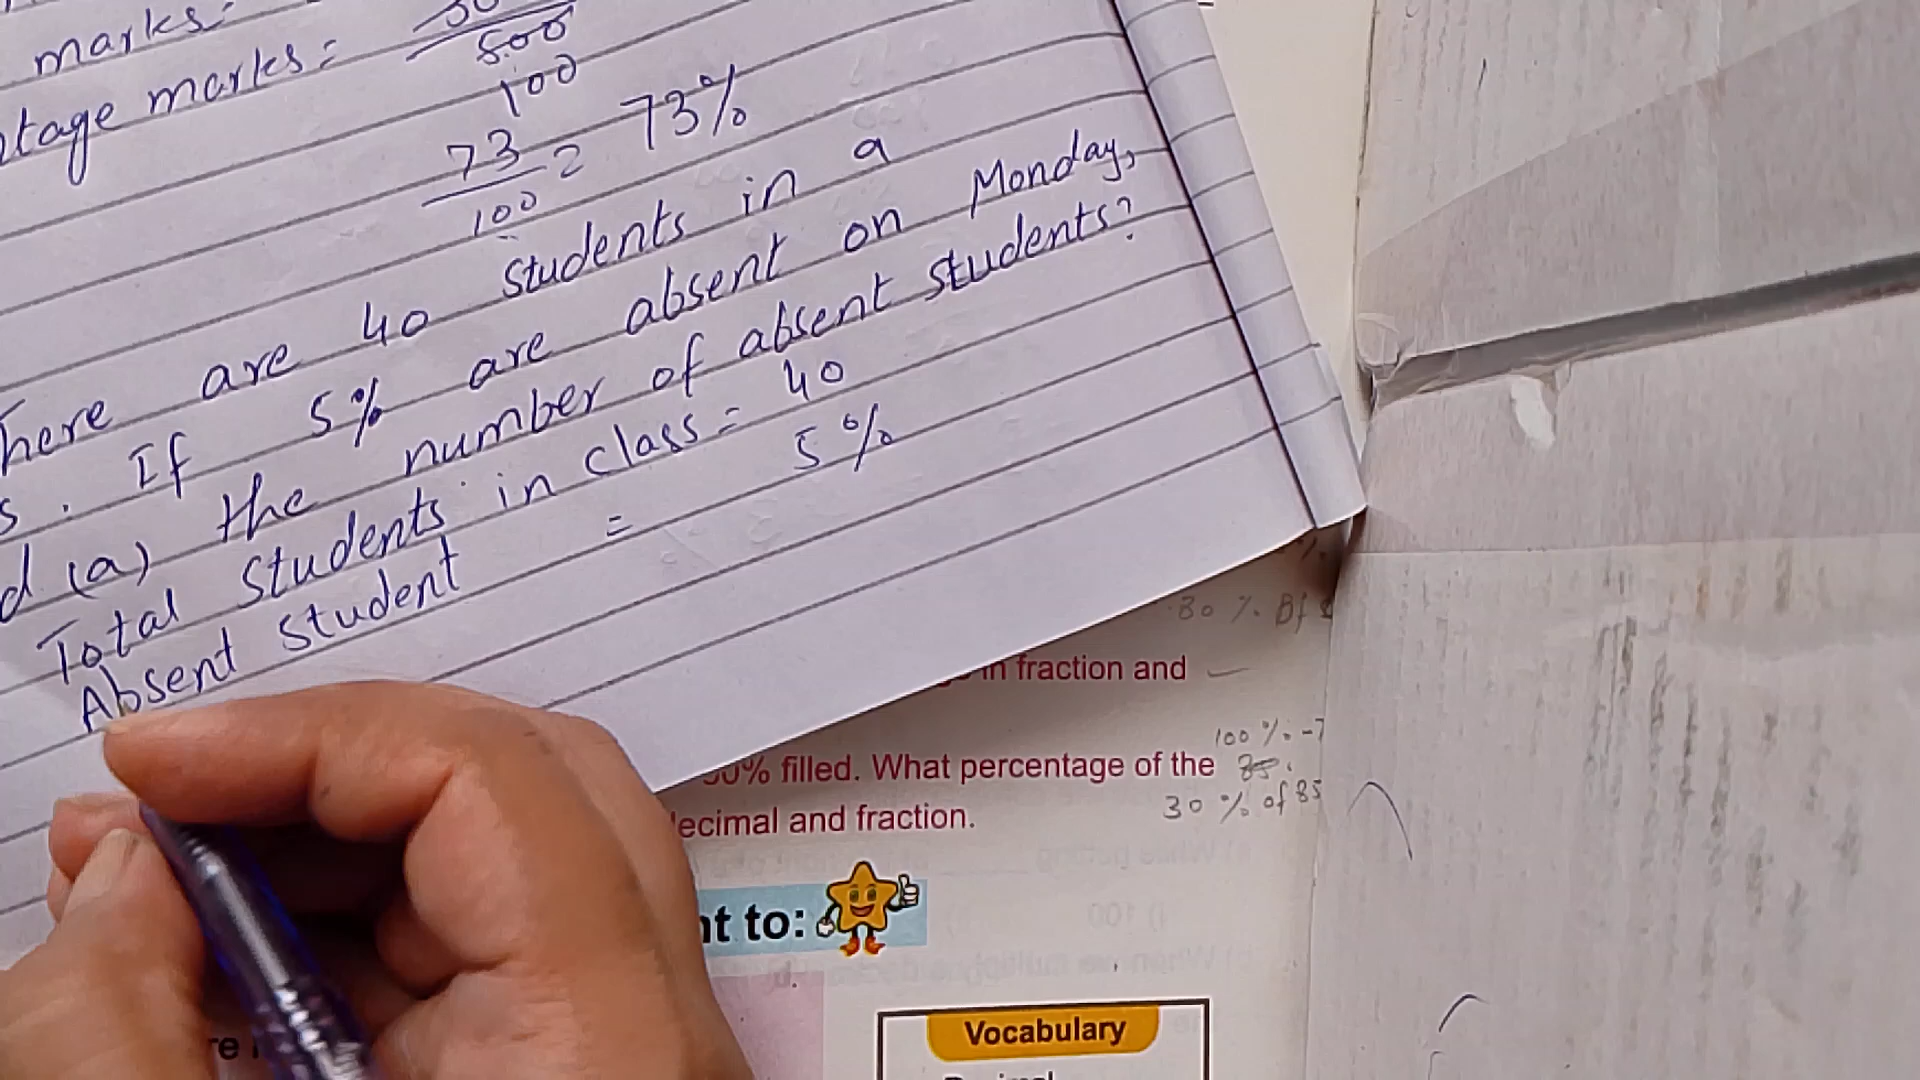 marks
tage marks =
500
100
73
100
= 73%
here are 40 students in a
s. If 5% are absent on Monday,
d (a) the number of absent students?
Total students in class = 40
Absent student = 5%
80 %. Of
in fraction and
100 %. -7
0% filled. What percentage of the
30 % of 85
ecimal and fraction.
nt to:
Vocabulary